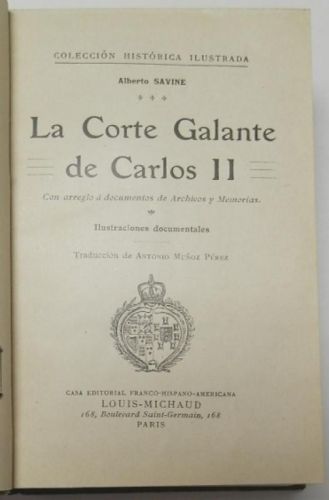 COLECCIÓN HISTÓRICA ILUSTRADA
Alberto SAVINE
La Corte Galante
de Carlos II
Con arreglo á documentos de Archivos y Memorias.
Ilustraciones documentales
Traducción de ANTONIO MUÑOZ PÉREZ
CASA EDITORIAL FRANCO-HISPANO-AMERICANA
LOUIS-MICHAUD
168, Boulevard Saint-Germain, 168
PARIS